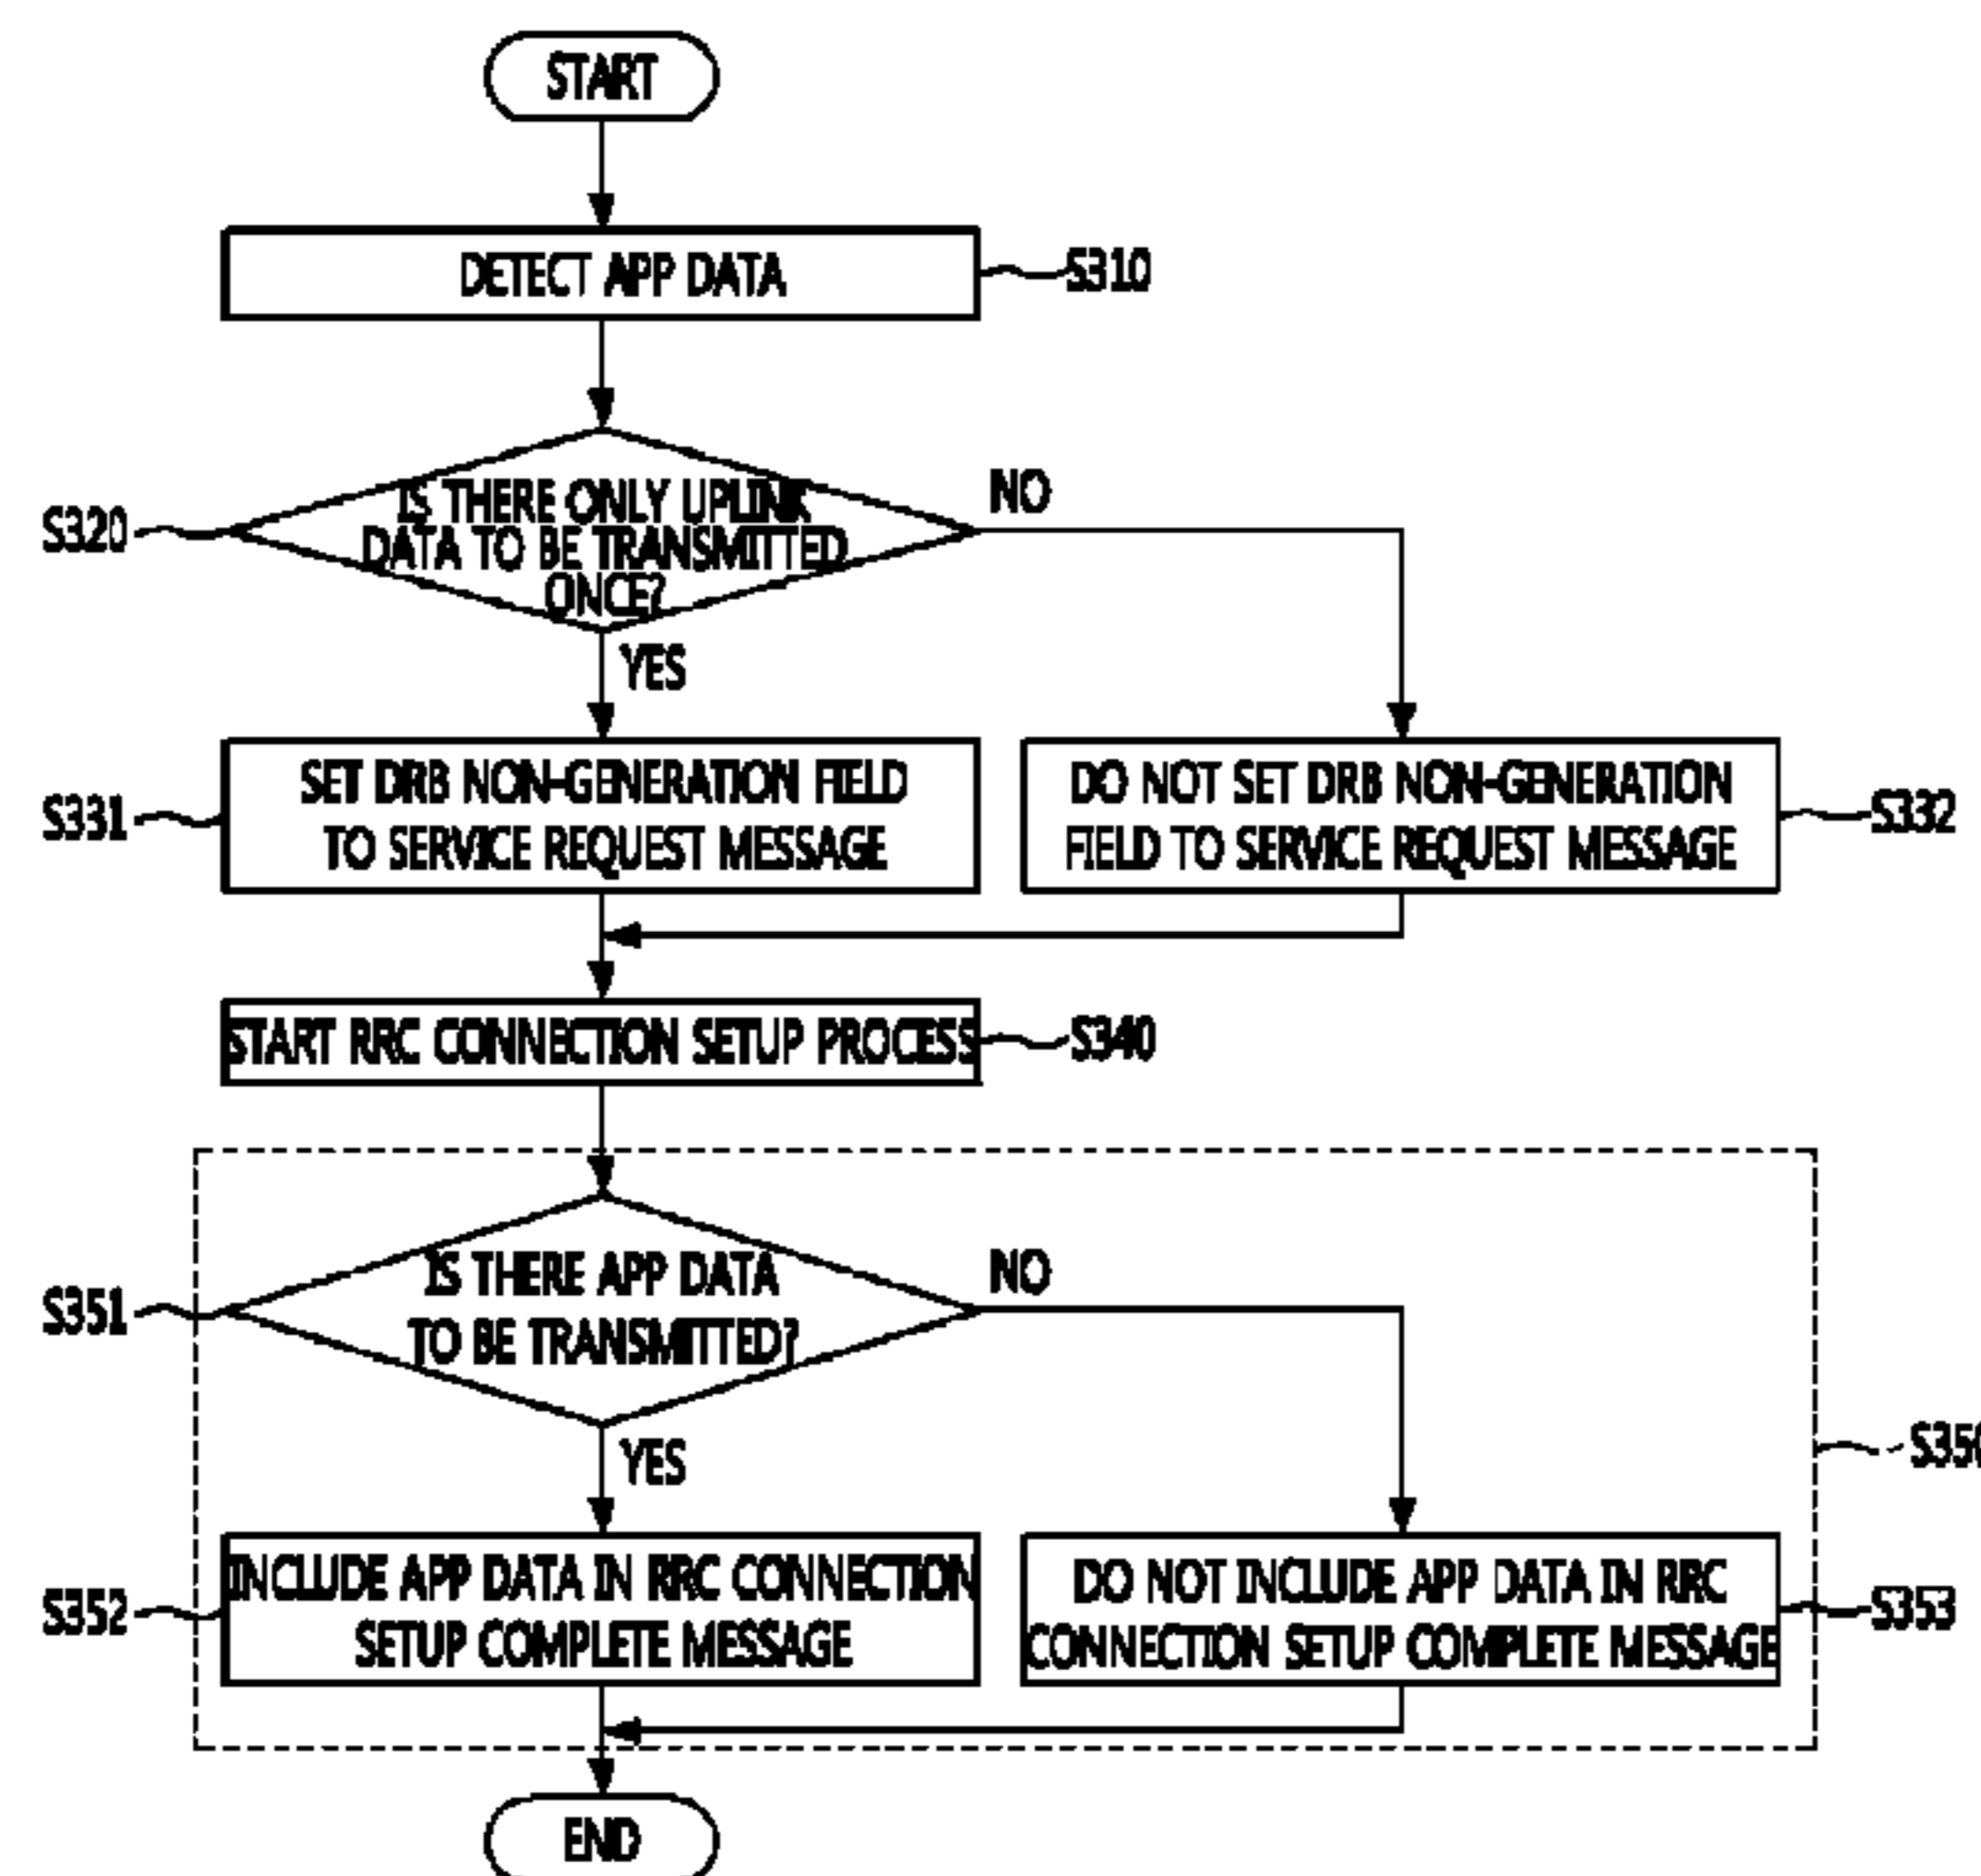 START
DETECT APP DATA
S310
IS THERE ONLY UPLINK
DATA TO BE TRANSMITTED
ONCE?
S320
NO
YES
SET DRB NON-GENERATION FIELD
TO SERVICE REQUEST MESSAGE
S331
DO NOT SET DRB NON-GENERATION
FIELD TO SERVICE REQUEST MESSAGE
S332
START RRC CONNECTION SETUP PROCESS
S340
IS THERE APP DATA
TO BE TRANSMITTED?
S351
NO
YES
S350
INCLUDE APP DATA IN RRC CONNECTION
SETUP COMPLETE MESSAGE
S352
DO NOT INCLUDE APP DATA IN RRC
CONNECTION SETUP COMPLETE MESSAGE
S353
END